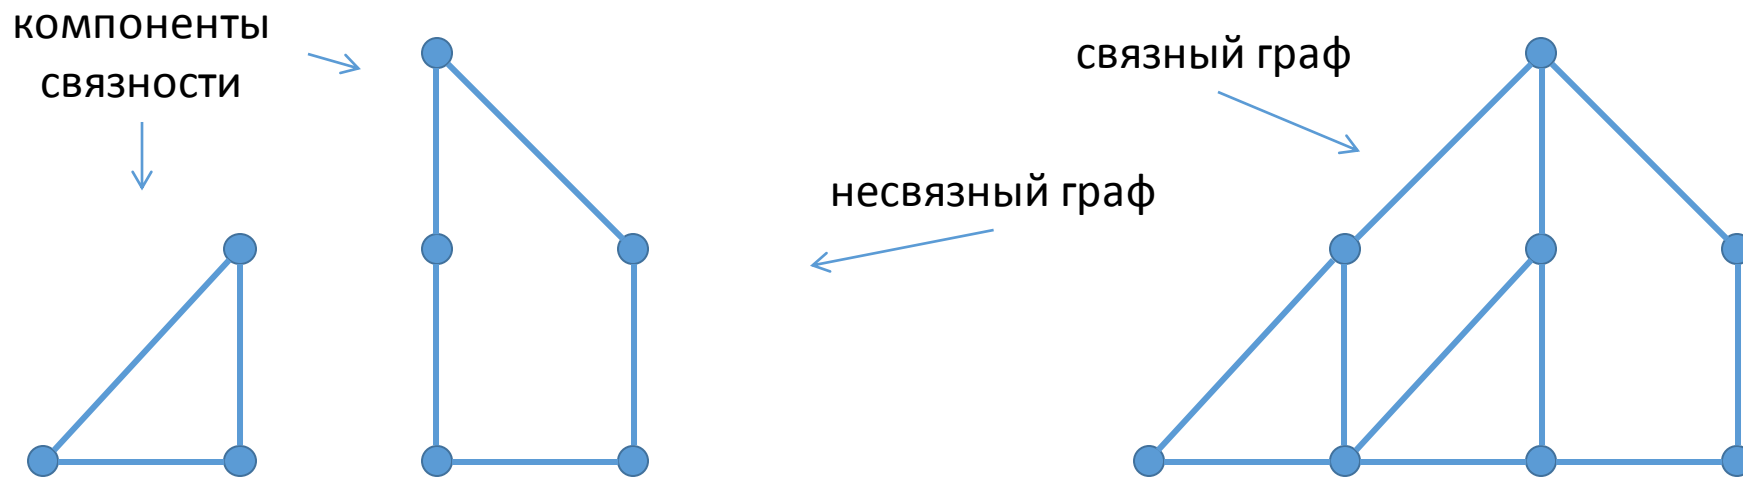 компоненты
связности
связный граф
несвязный граф